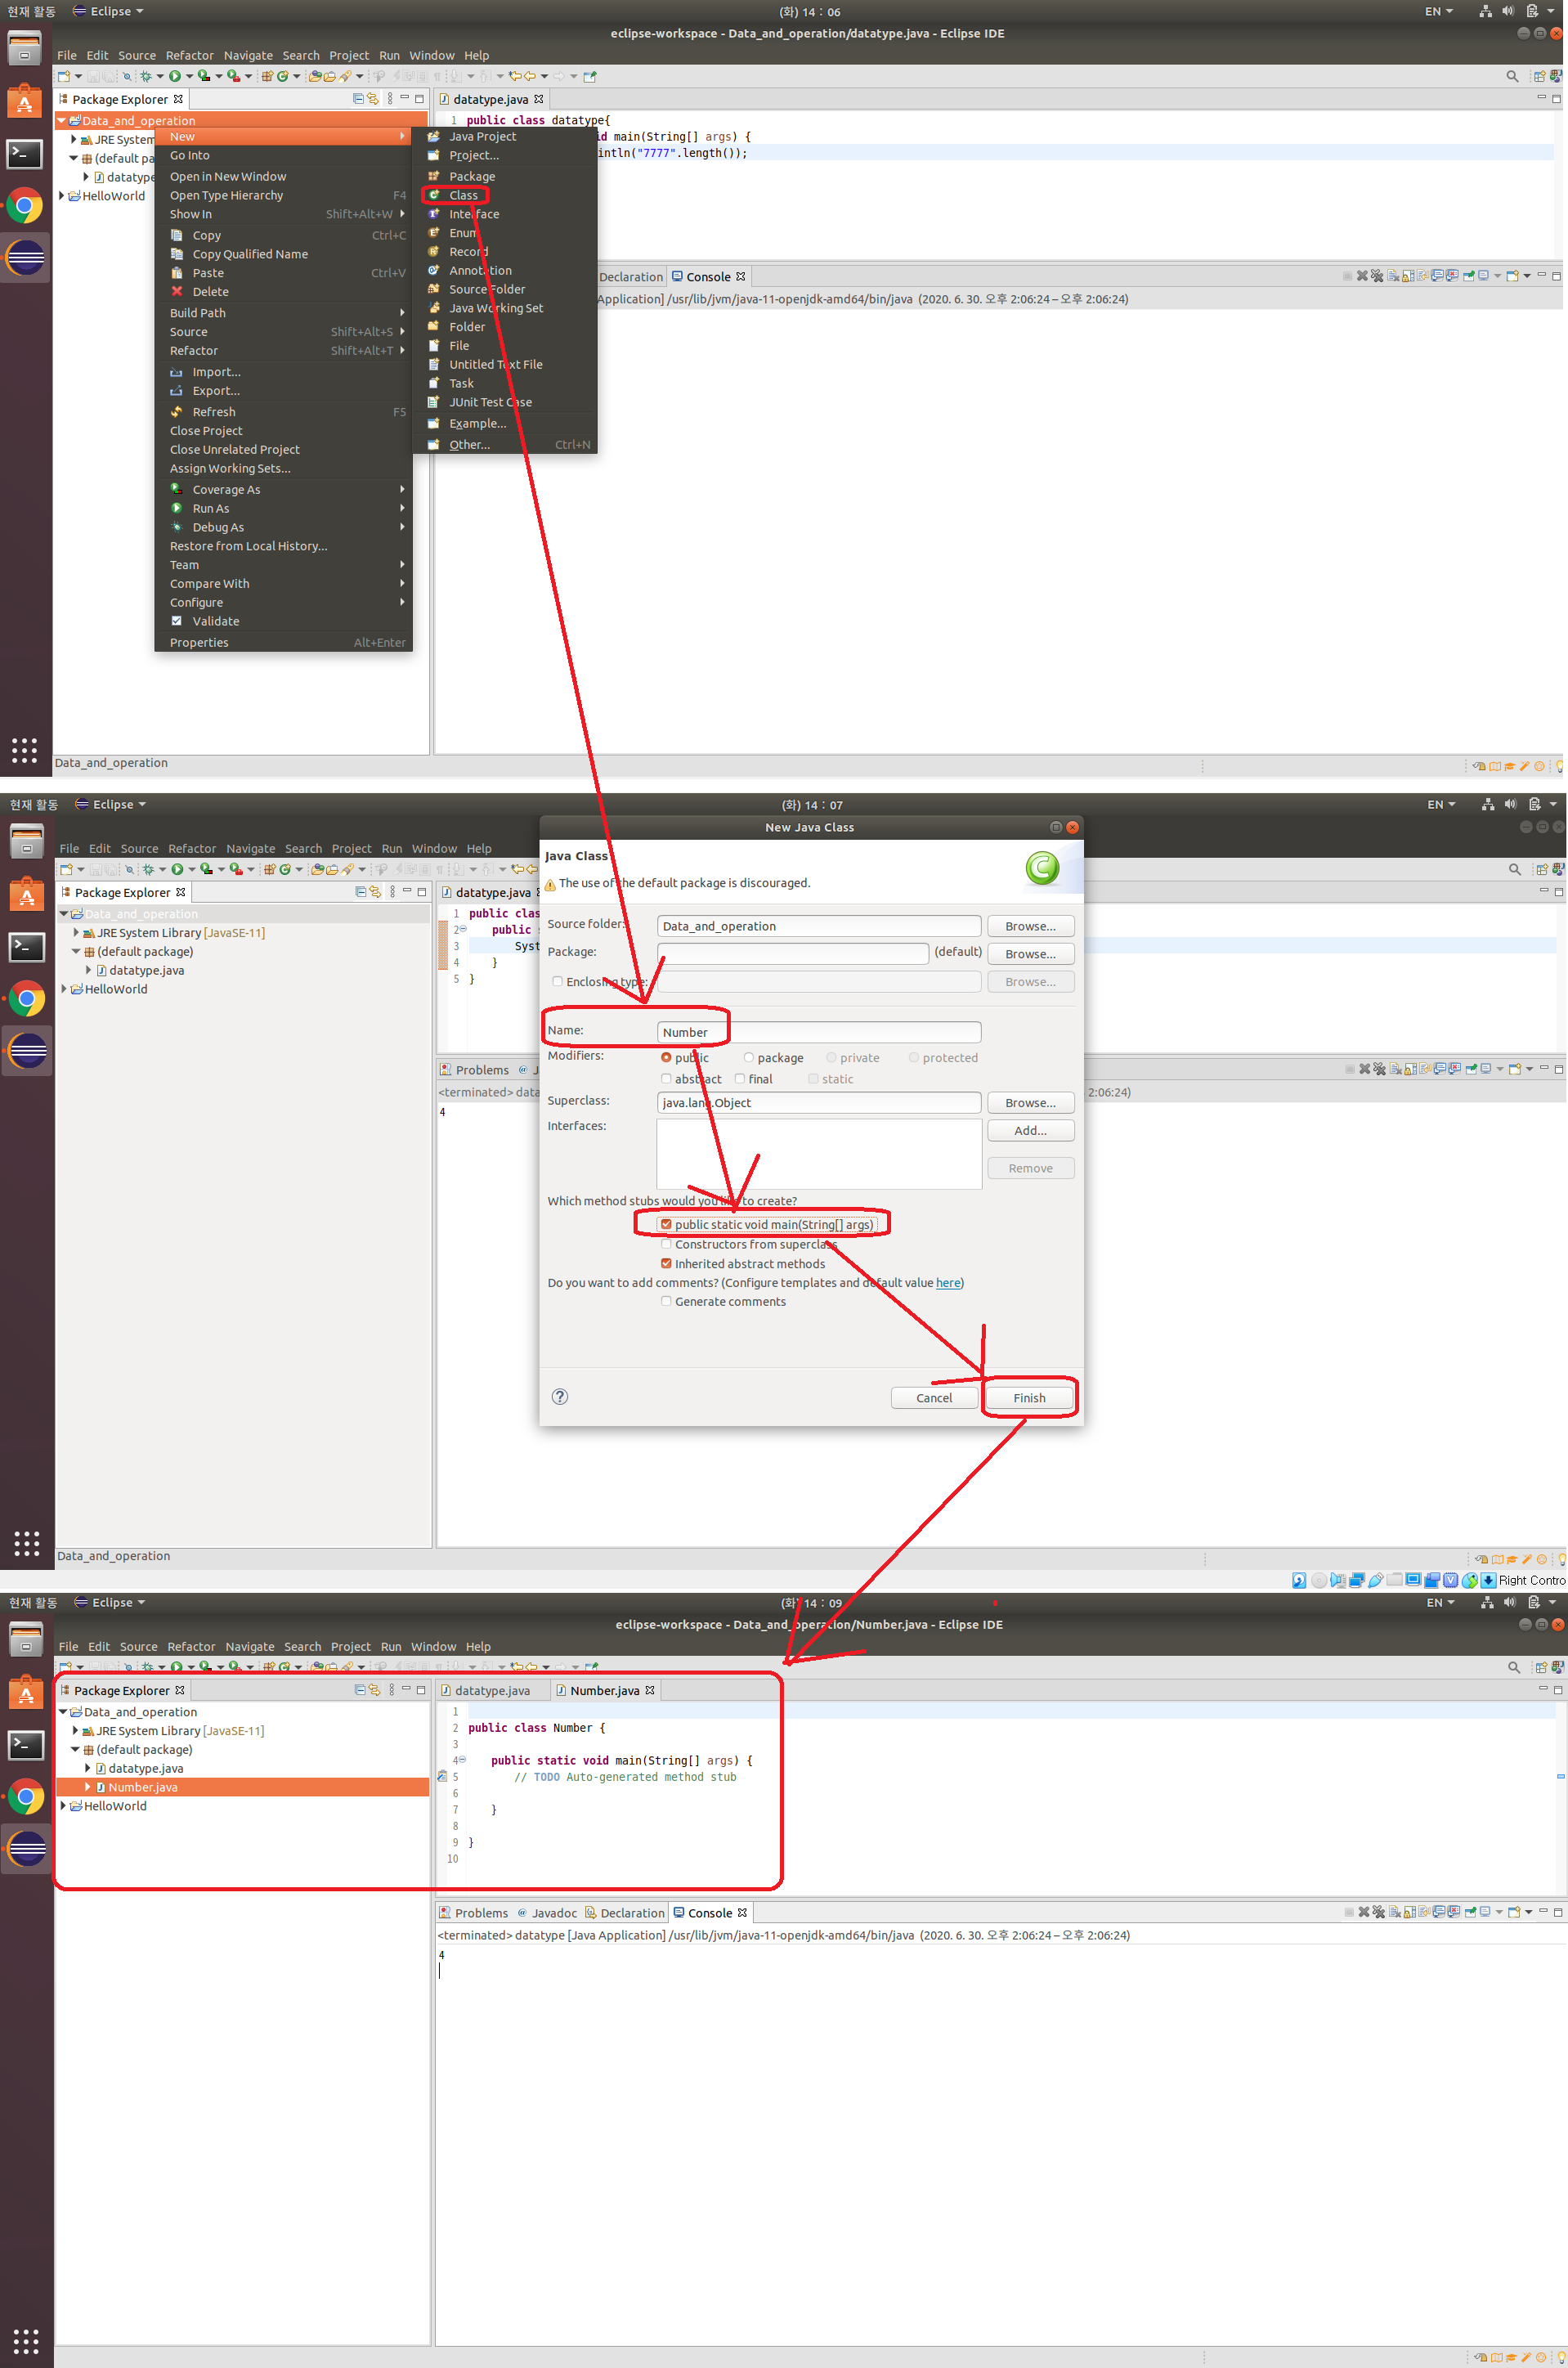 현재 활동 Eclipse (화) 14 : 06 EN
eclipse-workspace - Data_and_operation/datatype.java - Eclipse IDE
File Edit Source Refactor Navigate Search Project Run Window Help
Package Explorer
datatype.java
Data_and_operation
JRE System
(default pa
datatype
HelloWorld
New
Go Into
Open in New Window
Open Type Hierarchy F4
Show In Shift+Alt+W
Copy Ctrl+C
Copy Qualified Name
Paste Ctrl+V
Delete
Build Path
Source Shift+Alt+S
Refactor Shift+Alt+T
Import...
Export...
Refresh F5
Close Project
Close Unrelated Project
Assign Working Sets...
Coverage As
Run As
Debug As
Restore from Local History...
Team
Compare With
Configure
Validate
Properties Alt+Enter
Java Project
Project...
Package
Class
Interface
Enum
Record
Annotation
Source Folder
Java Working Set
Folder
File
Untitled Text File
Task
JUnit Test Case
Example...
Other... Ctrl+N
1 public class datatype{
id main(String[] args) {
intln("7777".length());
Declaration Console
Application] /usr/lib/jvm/java-11-openjdk-amd64/bin/java (2020. 6. 30. 오후 2:06:24 – 오후 2:06:24)
Data_and_operation
현재 활동 Eclipse (화) 14 : 07 EN
File Edit Source Refactor Navigate Search Project Run Window Help
Package Explorer
datatype.java
Data_and_operation
JRE System Library [JavaSE-11]
(default package)
datatype.java
HelloWorld
1 public clas
2 public s
3 Syst
4 }
5 }
Problems @ J
<terminated> data
2:06:24)
4
New Java Class
Java Class
The use of the default package is discouraged.
Source folder: Data_and_operation Browse...
Package: (default) Browse...
Enclosing type: Browse...
Name: Number
Modifiers: public package private protected
abstract final static
Superclass: java.lang.Object Browse...
Interfaces: Add...
Remove
Which method stubs would you like to create?
public static void main(String[] args)
Constructors from superclass
Inherited abstract methods
Do you want to add comments? (Configure templates and default value here)
Generate comments
Cancel Finish
Data_and_operation
Right Contro
현재 활동 Eclipse (화) 14 : 09 EN
eclipse-workspace - Data_and_operation/Number.java - Eclipse IDE
File Edit Source Refactor Navigate Search Project Run Window Help
Package Explorer
datatype.java Number.java
Data_and_operation
JRE System Library [JavaSE-11]
(default package)
datatype.java
Number.java
HelloWorld
1
2 public class Number {
4 public static void main(String[] args) {
5 // TODO Auto-generated method stub
6
7 }
8
9 }
10
Problems @ Javadoc Declaration Console
<terminated> datatype [Java Application] /usr/lib/jvm/java-11-openjdk-amd64/bin/java (2020. 6. 30. 오후 2:06:24 – 오후 2:06:24)
4